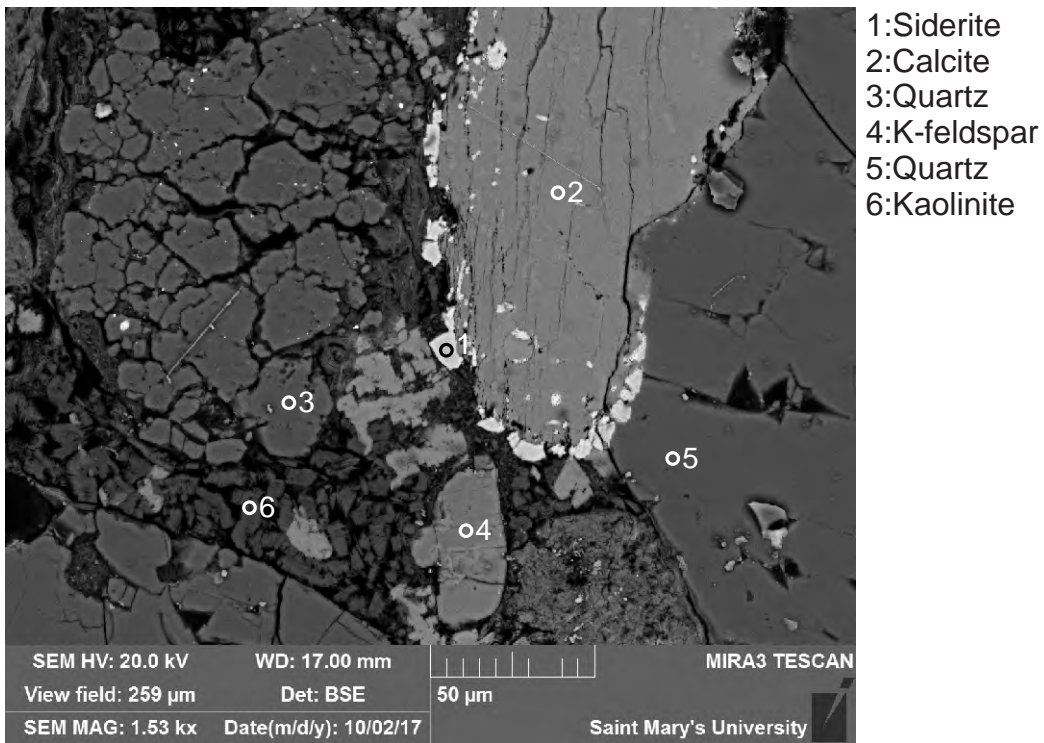 1:Siderite
2:Calcite
3:Quartz
4:K-feldspar
5:Quartz
6:Kaolinite
2
1
3
5
6
4
SEM HV: 20.0 kV WD: 17.00 mm MIRA3 TESCAN
View field: 259 µm Det: BSE 50 µm
SEM MAG: 1.53 kx Date(m/d/y): 10/02/17 Saint Mary's University